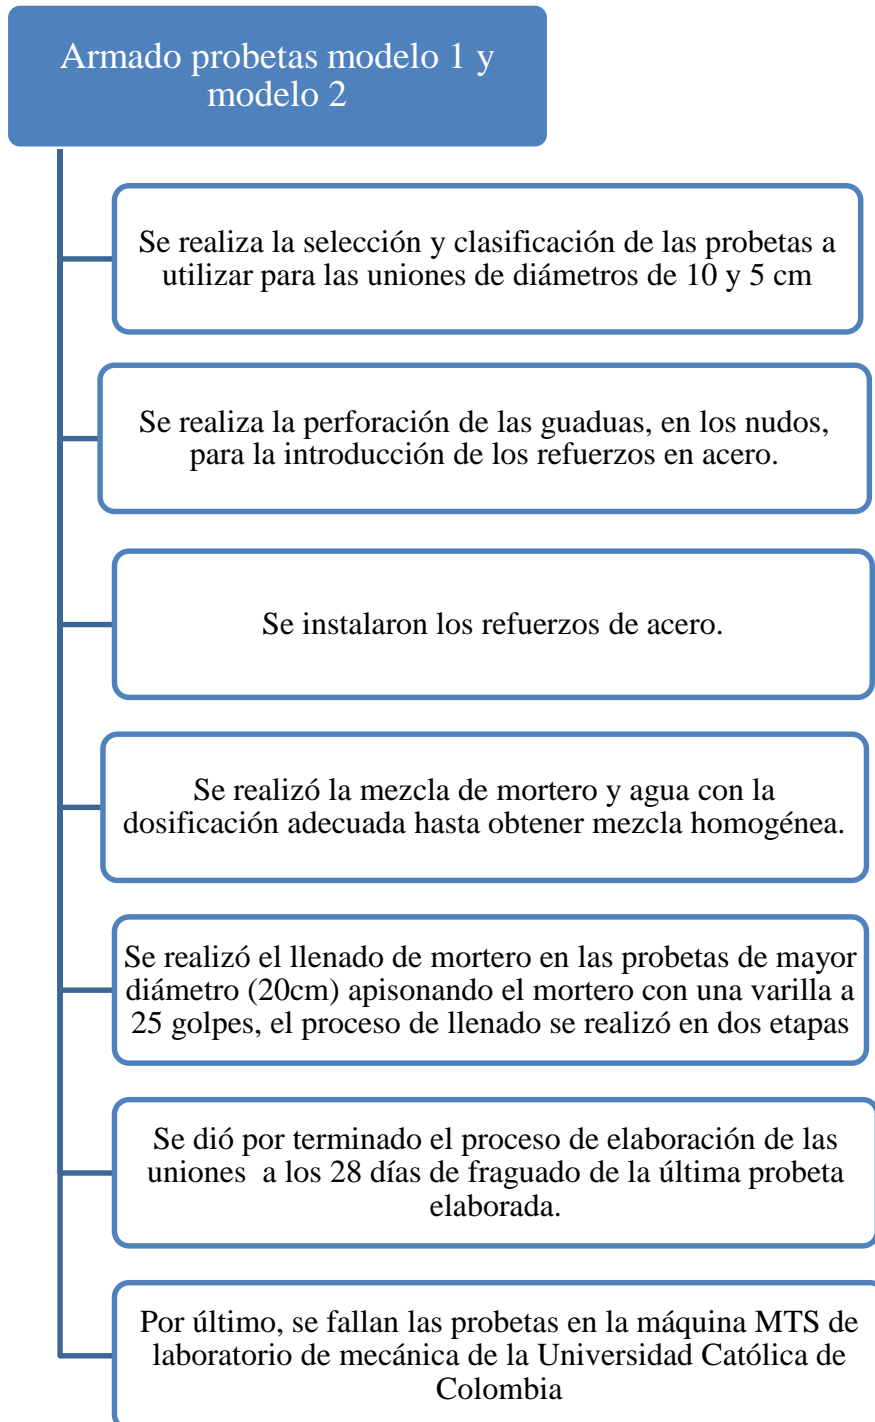 Armado probetas modelo 1 y
modelo 2
Se realiza la selección y clasificación de las probetas a
utilizar para las uniones de diámetros de 10 y 5 cm
Se realiza la perforación de las guaduas, en los nudos,
para la introducción de los refuerzos en acero.
Se instalaron los refuerzos de acero.
Se realizó la mezcla de mortero y agua con la
dosificación adecuada hasta obtener mezcla homogénea.
Se realizó el llenado de mortero en las probetas de mayor
diámetro (20cm) apisonando el mortero con una varilla a
25 golpes, el proceso de llenado se realizó en dos etapas
Se dió por terminado el proceso de elaboración de las
uniones  a los 28 días de fraguado de la última probeta
elaborada.
Por último, se fallan las probetas en la máquina MTS de
laboratorio de mecánica de la Universidad Católica de
Colombia